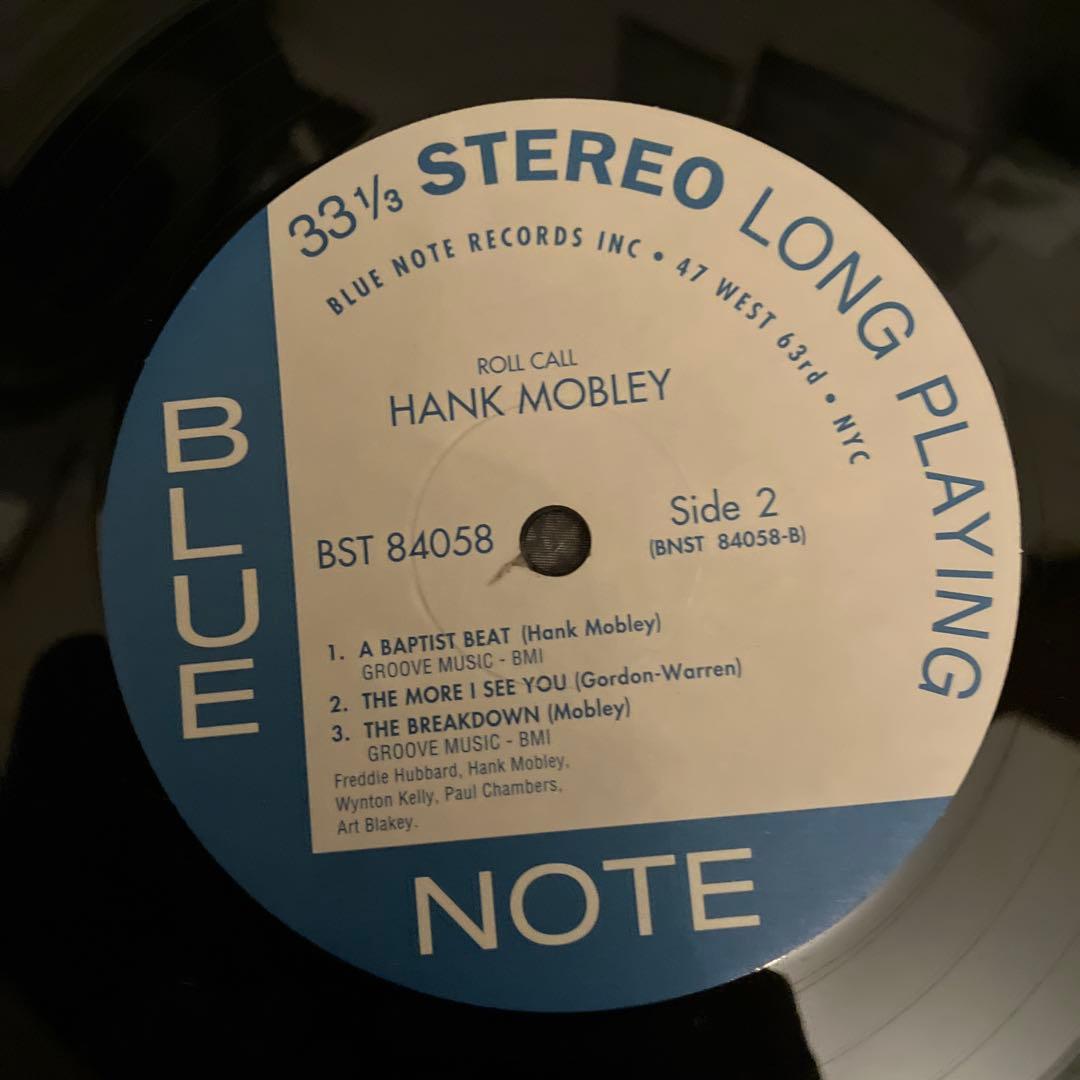 33⅓ STEREO LONG PLAYING
BLUE NOTE RECORDS INC • 47 WEST 63rd • NYC
ROLL CALL
HANK MOBLEY
BST 84058
Side 2
(BNST 84058-B)
1. A BAPTIST BEAT (Hank Mobley)
GROOVE MUSIC - BMI
2. THE MORE I SEE YOU (Gordon-Warren)
3. THE BREAKDOWN (Mobley)
GROOVE MUSIC - BMI
Freddie Hubbard, Hank Mobley,
Wynton Kelly, Paul Chambers,
Art Blakey.
BLUE
NOTE